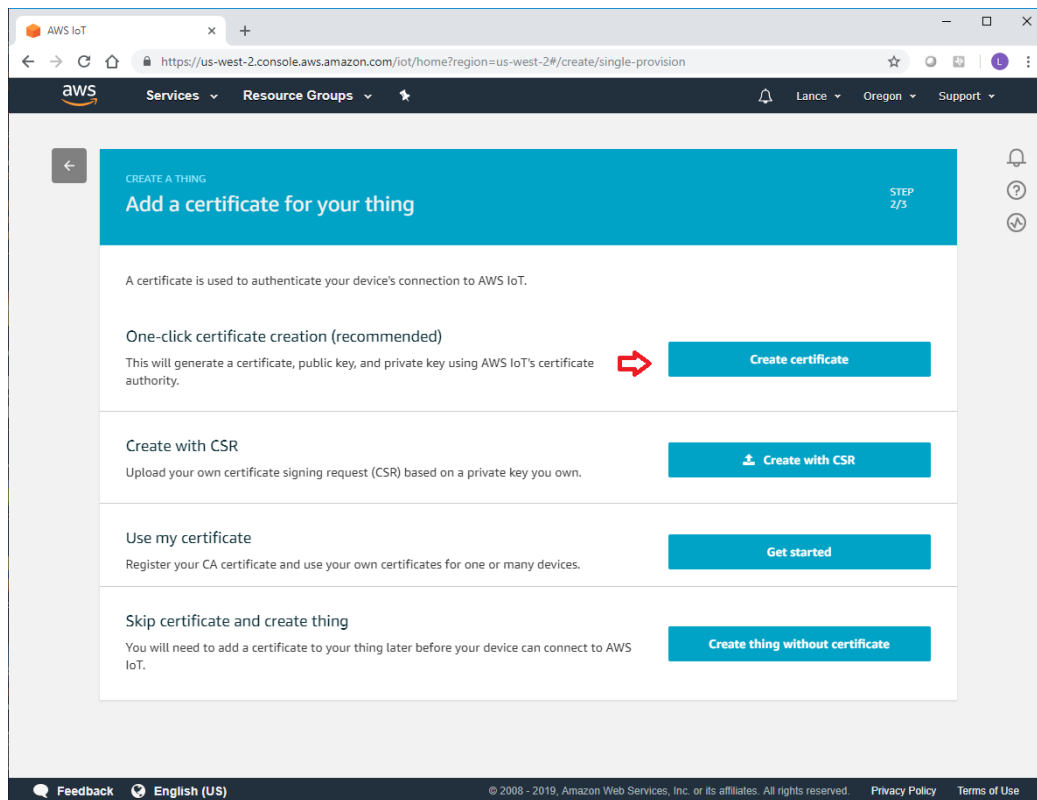 AWS IoT
https://us-west-2.console.aws.amazon.com/iot/home?region=us-west-2#/create/single-provision
L
aws
Services
Resource Groups
Lance
Oregon
Support
CREATE A THING
Add a certificate for your thing
STEP
2/3
A certificate is used to authenticate your device's connection to AWS IoT.
One-click certificate creation (recommended)
This will generate a certificate, public key, and private key using AWS IoT's certificate
authority.
Create certificate
Create with CSR
Upload your own certificate signing request (CSR) based on a private key you own.
Create with CSR
Use my certificate
Register your CA certificate and use your own certificates for one or many devices.
Get started
Skip certificate and create thing
You will need to add a certificate to your thing later before your device can connect to AWS
IoT.
Create thing without certificate
Feedback
English (US)
© 2008 - 2019, Amazon Web Services, Inc. or its affiliates. All rights reserved.
Privacy Policy
Terms of Use